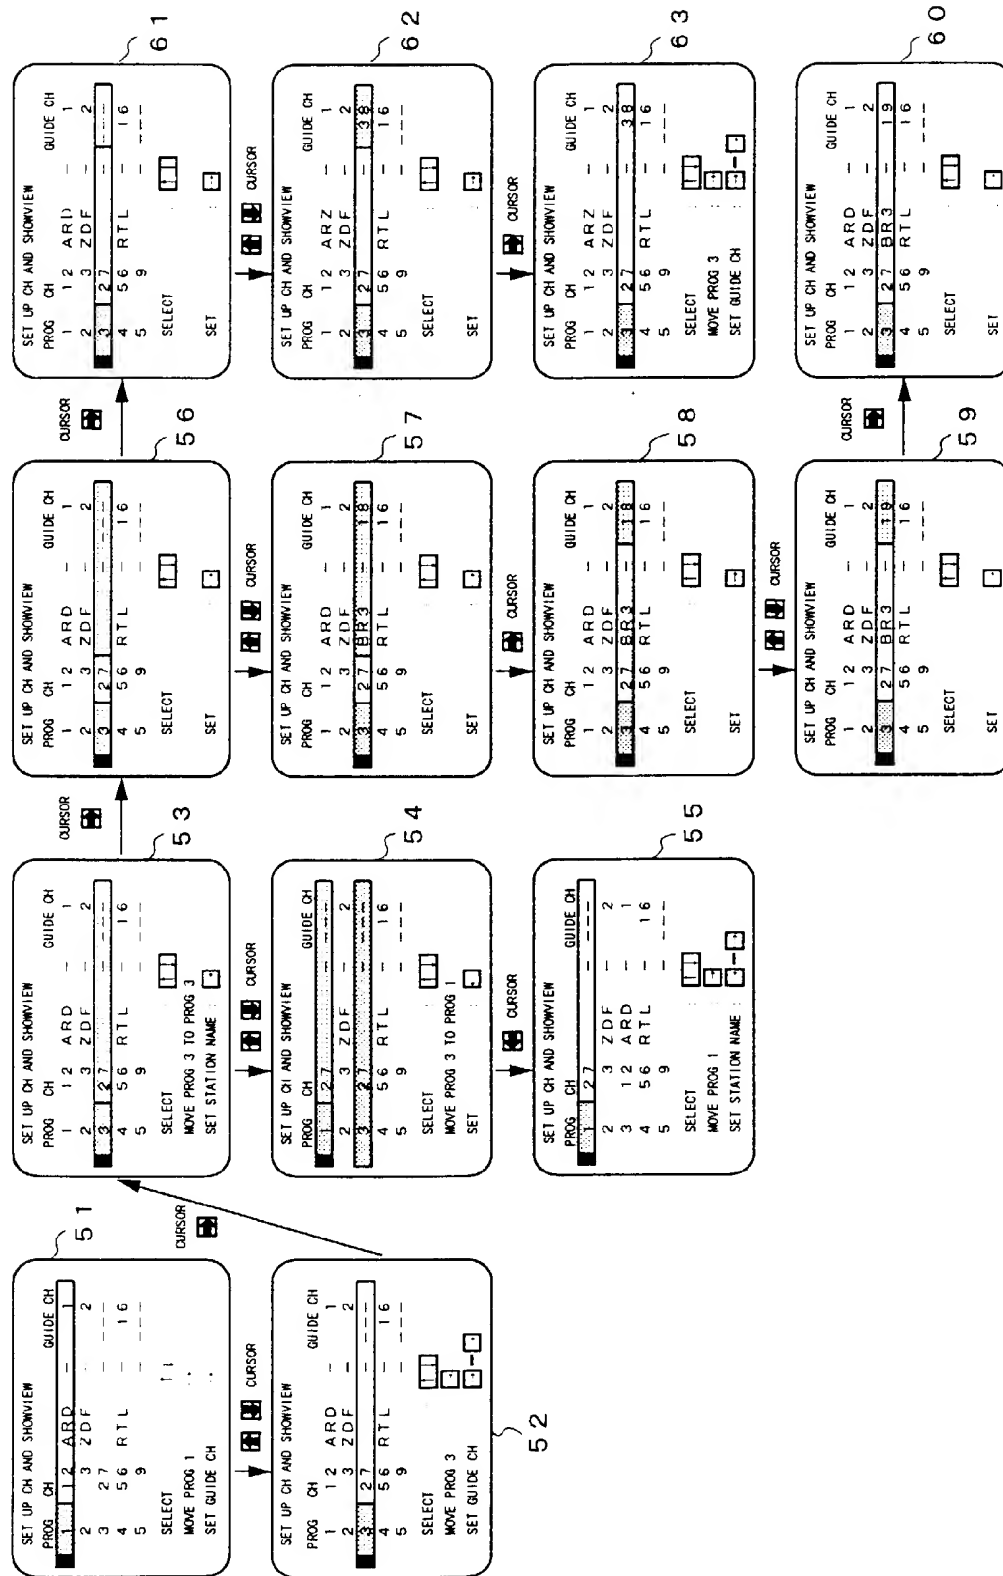 51
SET UP CH AND SHOWVIEW
PROG CH GUIDE CH
1 12 ARD — 1
2 3 ZDF — 2
3 27 — ---
4 56 RTL — 16
5 9 — ---
SELECT : ↑↓
MOVE PROG 1 :
SET GUIDE CH :
CURSOR
52
SET UP CH AND SHOWVIEW
PROG CH GUIDE CH
1 12 ARD — 1
2 3 ZDF — 2
3 27 — ---
4 56 RTL — 16
5 9 — ---
SELECT :
MOVE PROG 3 :
SET GUIDE CH :
CURSOR
53
SET UP CH AND SHOWVIEW
PROG CH GUIDE CH
1 12 ARD — 1
2 3 ZDF — 2
3 27 — ---
4 56 RTL — 16
5 9 — ---
SELECT :
MOVE PROG 3 TO PROG 3
SET STATION NAME :
CURSOR
54
SET UP CH AND SHOWVIEW
PROG CH GUIDE CH
1 27 — ---
2 3 ZDF — 2
3 27 — ---
4 56 RTL — 16
5 9 — ---
SELECT :
MOVE PROG 3 TO PROG 1
SET :
CURSOR
55
SET UP CH AND SHOWVIEW
PROG CH GUIDE CH
1 27 — ---
2 3 ZDF — 2
3 12 ARD — 1
4 56 RTL — 16
5 9 — ---
SELECT :
MOVE PROG 1 :
SET STATION NAME :
CURSOR
56
SET UP CH AND SHOWVIEW
PROG CH GUIDE CH
1 12 ARD — 1
2 3 ZDF — 2
3 27 — ---
4 56 RTL — 16
5 9 — ---
SELECT :
SET :
CURSOR
57
SET UP CH AND SHOWVIEW
PROG CH GUIDE CH
1 12 ARD — 1
2 3 ZDF — 2
3 27 BR3 — 18
4 56 RTL — 16
5 9 — ---
SELECT :
SET :
CURSOR
58
SET UP CH AND SHOWVIEW
PROG CH GUIDE CH
1 12 ARD — 1
2 3 ZDF — 2
3 27 BR3 — 18
4 56 RTL — 16
5 9 — ---
SELECT :
SET :
CURSOR
59
SET UP CH AND SHOWVIEW
PROG CH GUIDE CH
1 12 ARD — 1
2 3 ZDF — 2
3 27 BR3 — 19
4 56 RTL — 16
5 9 — ---
SELECT :
SET :
CURSOR
60
SET UP CH AND SHOWVIEW
PROG CH GUIDE CH
1 12 ARD — 1
2 3 ZDF — 2
3 27 BR3 — 19
4 56 RTL — 16
5 9 — ---
SELECT :
SET :
CURSOR
61
SET UP CH AND SHOWVIEW
PROG CH GUIDE CH
1 12 ARD — 1
2 3 ZDF — 2
3 27 — ---
4 56 RTL — 16
5 9 — ---
SELECT :
SET :
CURSOR
62
SET UP CH AND SHOWVIEW
PROG CH GUIDE CH
1 12 ARZ — 1
2 3 ZDF — 2
3 27 — 38
4 56 RTL — 16
5 9 — ---
SELECT :
SET :
CURSOR
63
SET UP CH AND SHOWVIEW
PROG CH GUIDE CH
1 12 ARD — 1
2 3 ZDF — 2
3 27 — 38
4 56 RTL — 16
5 9 — ---
SELECT :
MOVE PROG 3 :
SET GUIDE CH :